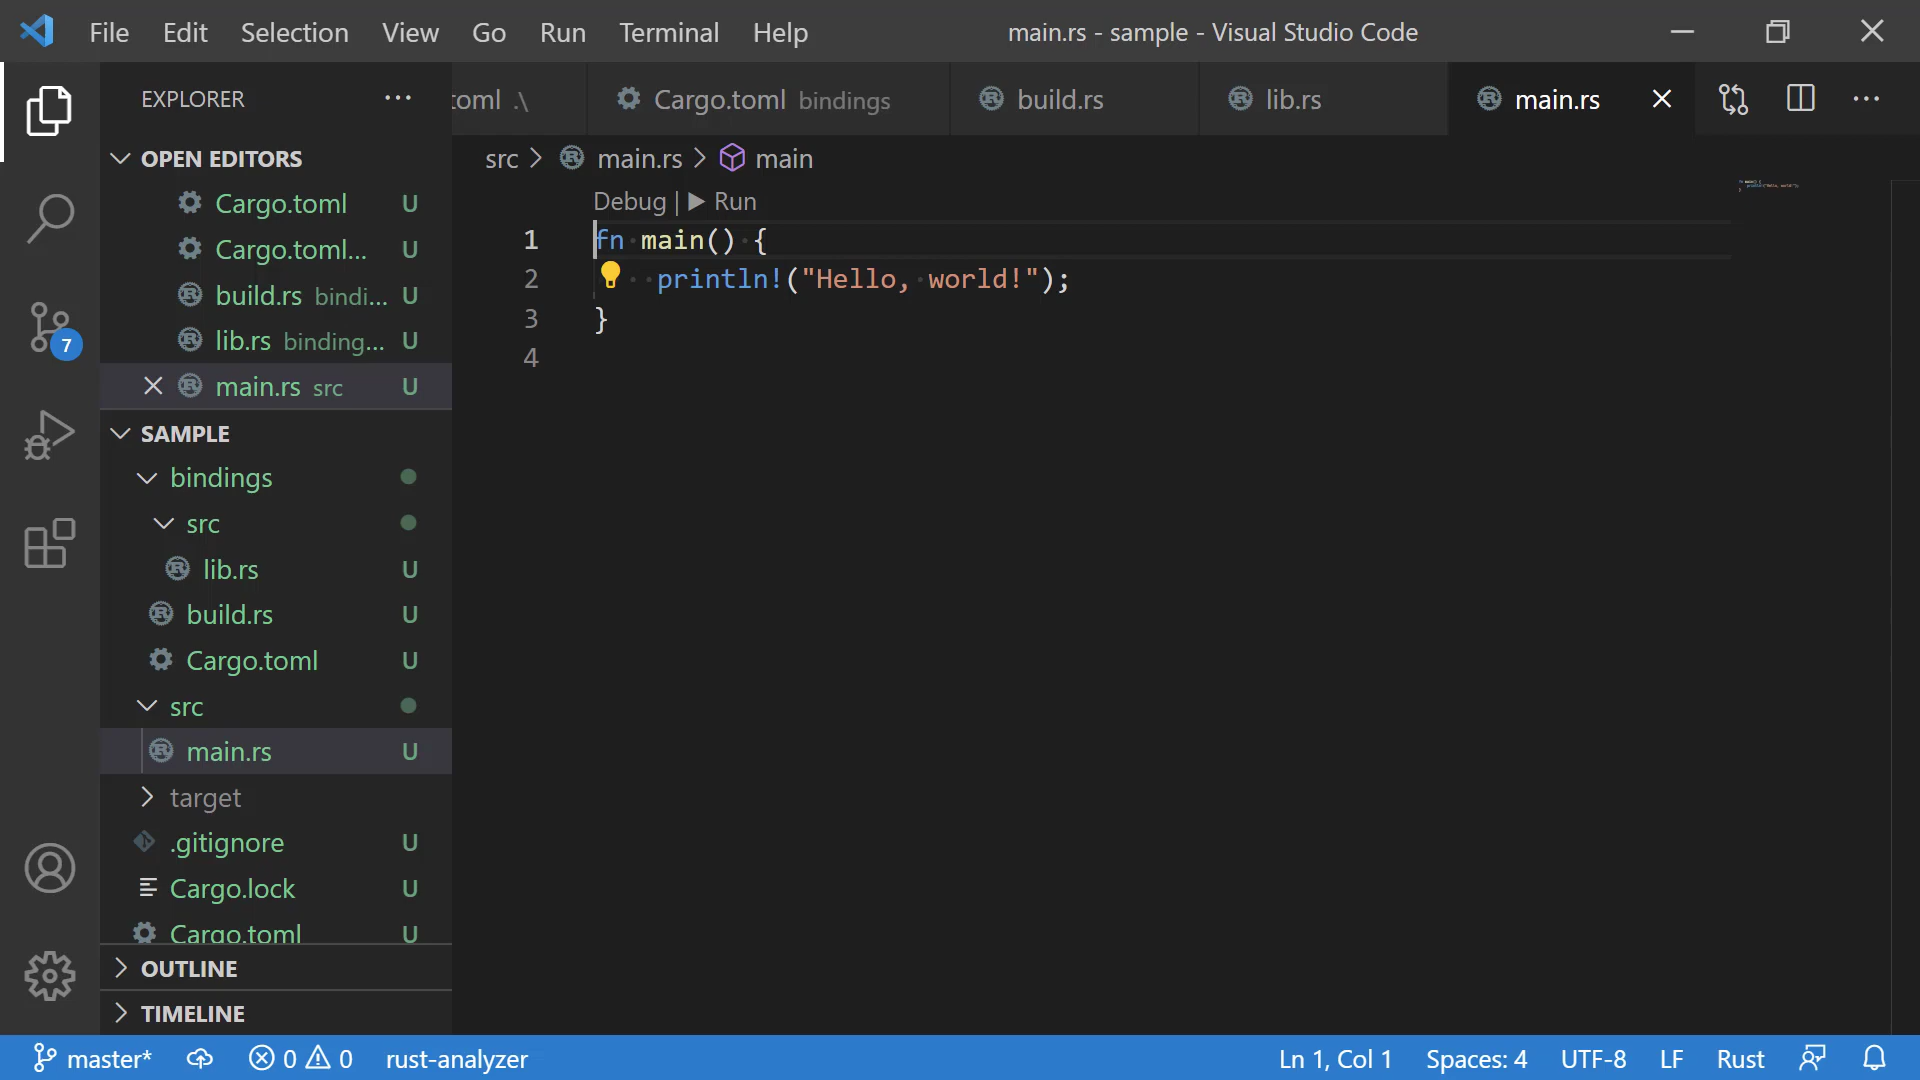 File Edit Selection View Go Run Terminal Help main.rs - sample - Visual Studio Code
EXPLORER
toml .\ Cargo.toml bindings build.rs lib.rs main.rs
OPEN EDITORS
Cargo.toml U
Cargo.toml... U
build.rs bindi... U
lib.rs binding... U
main.rs src U
SAMPLE
bindings
src
lib.rs U
build.rs U
Cargo.toml U
src
main.rs U
target
.gitignore U
Cargo.lock U
Cargo.toml U
OUTLINE
TIMELINE
7
src > main.rs > main
Debug | ▶ Run
1 fn main() {
2 println!("Hello, world!");
3 }
4
master* 0 0 rust-analyzer Ln 1, Col 1 Spaces: 4 UTF-8 LF Rust